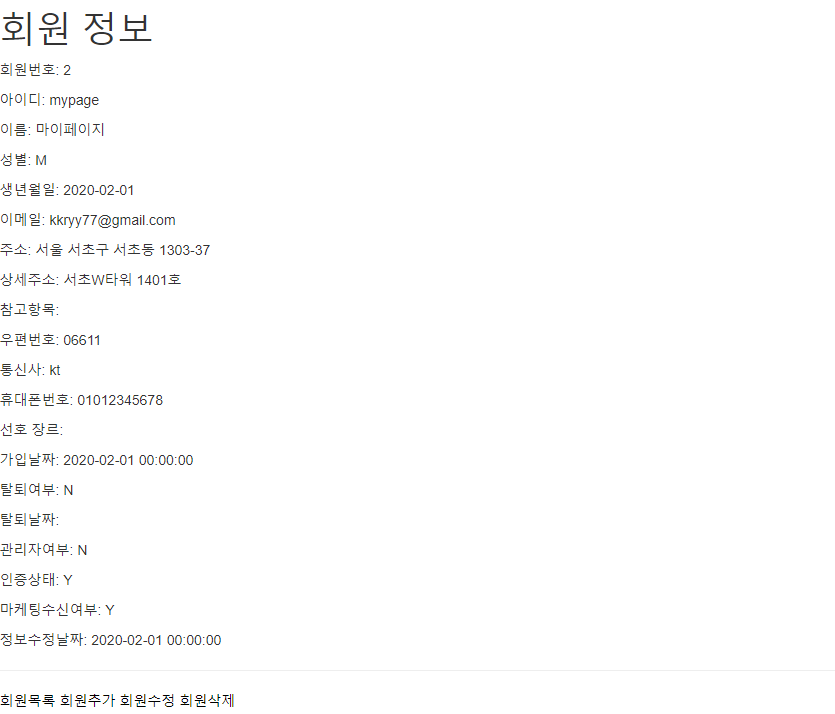 회원 정보
회원번호: 2
아이디: mypage
이름: 마이페이지
성별: M
생년월일: 2020-02-01
이메일: kkryy77@gmail.com
주소: 서울 서초구 서초동 1303-37
상세주소: 서초W타워 1401호
참고항목:
우편번호: 06611
통신사: kt
휴대폰번호: 01012345678
선호 장르:
가입날짜: 2020-02-01 00:00:00
탈퇴여부: N
탈퇴날짜:
관리자여부: N
인증상태: Y
마케팅수신여부: Y
정보수정날짜: 2020-02-01 00:00:00
회원목록 회원추가 회원수정 회원삭제